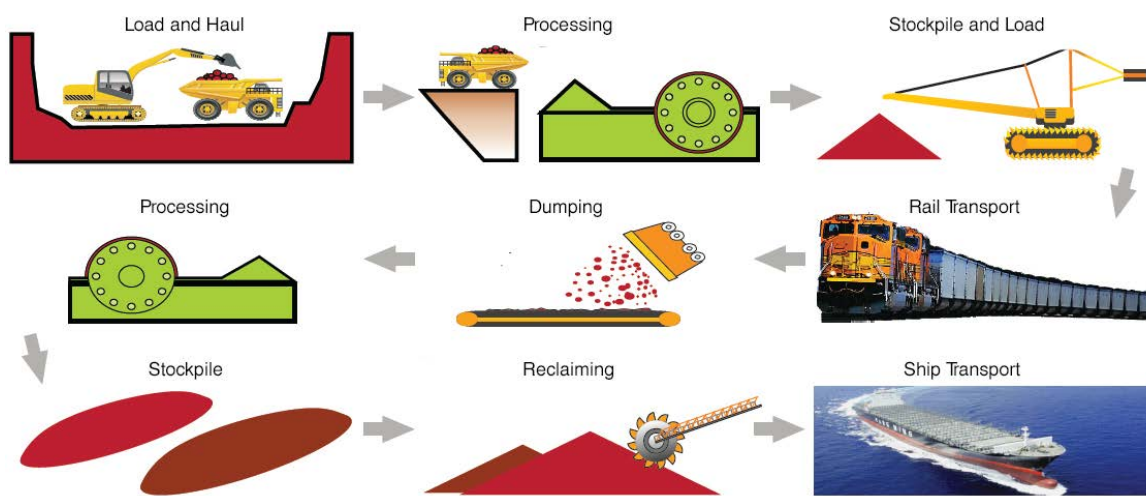 Load and Haul
Processing
Stockpile and Load
Rail Transport
Dumping
Processing
Stockpile
Reclaiming
Ship Transport